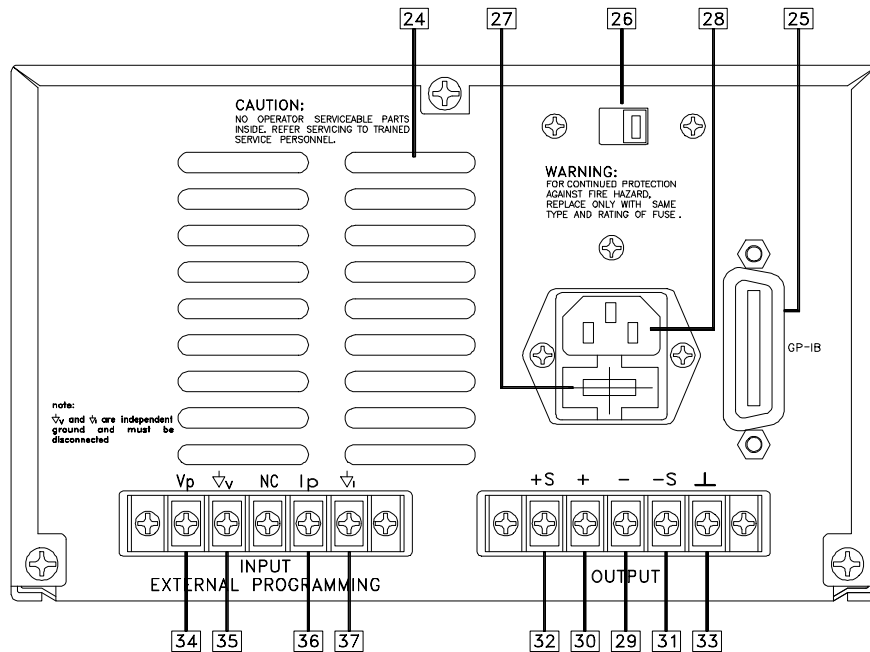 24
27
26
28
25
CAUTION:
NO OPERATOR SERVICEABLE PARTS
INSIDE. REFER SERVICING TO TRAINED
SERVICE PERSONNEL.
WARNING:
FOR CONTINUED PROTECTION
AGAINST FIRE HAZARD,
REPLACE ONLY WITH SAME
TYPE AND RATING OF FUSE .
GP-IB
note:
V and I are independent
ground and must be
disconnected
Vp V NC Ip I
+S + - -S ⊥
INPUT
EXTERNAL PROGRAMMING
OUTPUT
34 35 36 37
32 30 29 31 33